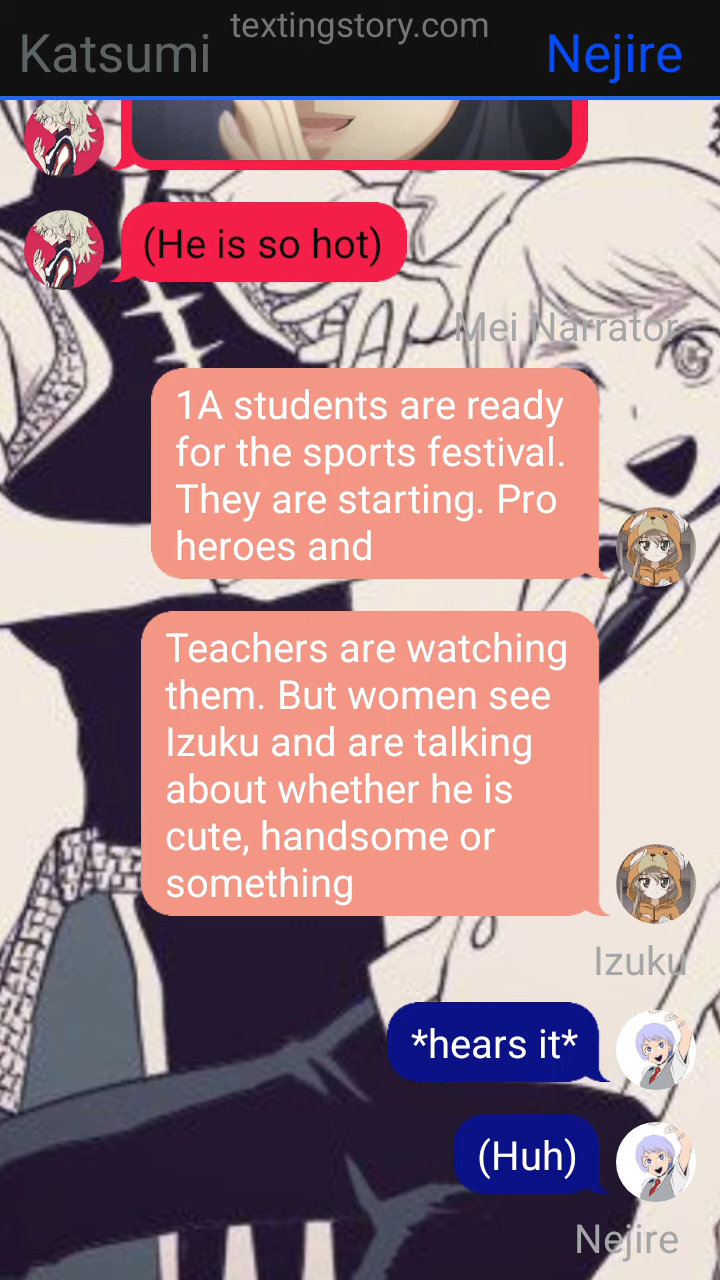 textingstory.com
Katsumi
Nejire
(He is so hot)
Mei Narrator
1A students are ready
for the sports festival.
They are starting. Pro
heroes and
Teachers are watching
them. But women see
Izuku and are talking
about whether he is
cute, handsome or
something
Izuku
*hears it*
(Huh)
Nejire